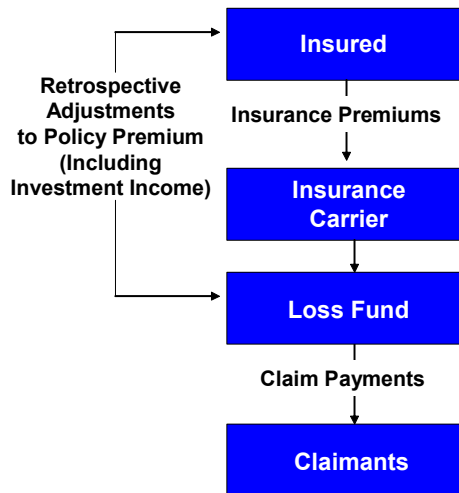 Insured
Retrospective
Adjustments
to Policy Premium
(Including
Investment Income)
Insurance Premiums
Insurance
Carrier
Loss Fund
Claim Payments
Claimants